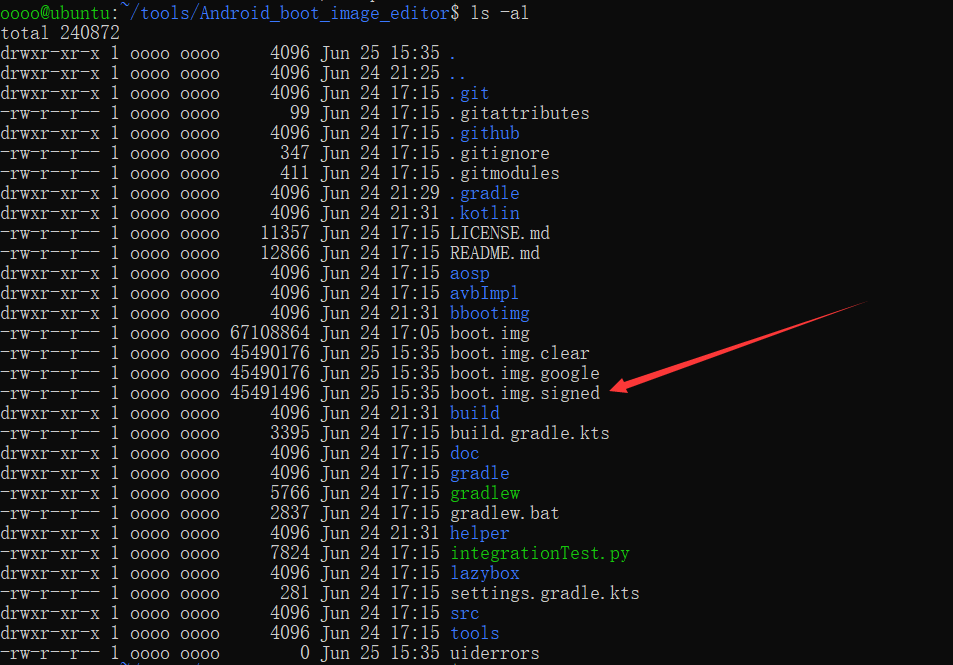 oooo@ubuntu:~/tools/Android_boot_image_editor$ ls -al
total 240872
drwxr-xr-x 1 oooo oooo     4096 Jun 25 15:35 .
drwxr-xr-x 1 oooo oooo     4096 Jun 24 21:25 ..
drwxr-xr-x 1 oooo oooo     4096 Jun 24 17:15 .git
-rw-r--r-- 1 oooo oooo       99 Jun 24 17:15 .gitattributes
drwxr-xr-x 1 oooo oooo     4096 Jun 24 17:15 .github
-rw-r--r-- 1 oooo oooo      347 Jun 24 17:15 .gitignore
-rw-r--r-- 1 oooo oooo      411 Jun 24 17:15 .gitmodules
drwxr-xr-x 1 oooo oooo     4096 Jun 24 21:29 .gradle
drwxr-xr-x 1 oooo oooo     4096 Jun 24 21:31 .kotlin
-rw-r--r-- 1 oooo oooo    11357 Jun 24 17:15 LICENSE.md
-rw-r--r-- 1 oooo oooo    12866 Jun 24 17:15 README.md
drwxr-xr-x 1 oooo oooo     4096 Jun 24 17:15 aosp
drwxr-xr-x 1 oooo oooo     4096 Jun 24 17:15 avbImpl
drwxr-xr-x 1 oooo oooo     4096 Jun 24 21:31 bbootimg
-rw-r--r-- 1 oooo oooo 67108864 Jun 24 17:05 boot.img
-rw-r--r-- 1 oooo oooo 45490176 Jun 25 15:35 boot.img.clear
-rw-r--r-- 1 oooo oooo 45490176 Jun 25 15:35 boot.img.google
-rw-r--r-- 1 oooo oooo 45491496 Jun 25 15:35 boot.img.signed
drwxr-xr-x 1 oooo oooo     4096 Jun 24 21:31 build
-rw-r--r-- 1 oooo oooo     3395 Jun 24 17:15 build.gradle.kts
drwxr-xr-x 1 oooo oooo     4096 Jun 24 17:15 doc
drwxr-xr-x 1 oooo oooo     4096 Jun 24 17:15 gradle
-rwxr-xr-x 1 oooo oooo     5766 Jun 24 17:15 gradlew
-rw-r--r-- 1 oooo oooo     2837 Jun 24 17:15 gradlew.bat
drwxr-xr-x 1 oooo oooo     4096 Jun 24 21:31 helper
-rwxr-xr-x 1 oooo oooo     7824 Jun 24 17:15 integrationTest.py
drwxr-xr-x 1 oooo oooo     4096 Jun 24 17:15 lazybox
-rw-r--r-- 1 oooo oooo      281 Jun 24 17:15 settings.gradle.kts
drwxr-xr-x 1 oooo oooo     4096 Jun 24 17:15 src
drwxr-xr-x 1 oooo oooo     4096 Jun 24 17:15 tools
-rw-r--r-- 1 oooo oooo        0 Jun 25 15:35 uiderrors